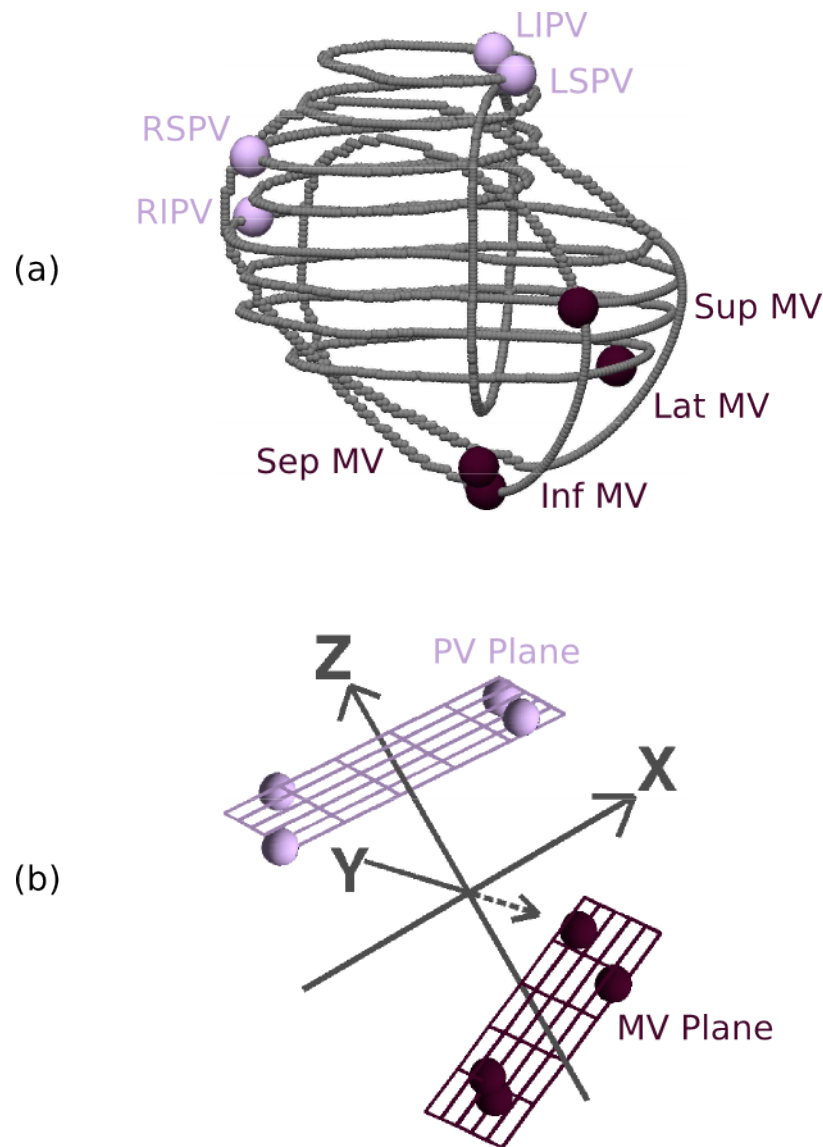 LIPV
LSPV
RSPV
RIPV
(a)
Sup MV
Lat MV
Sep MV
Inf MV
PV Plane
Z
X
Y
(b)
MV Plane